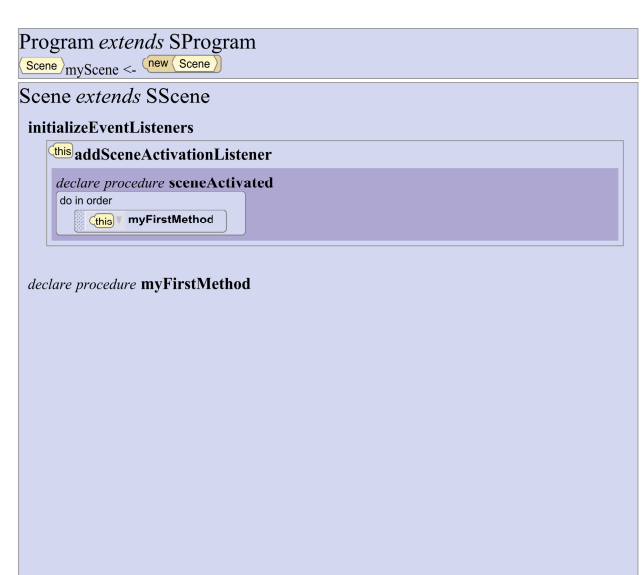 Program extends SProgram
Scene myScene <- new Scene
Scene extends SScene
initializeEventListeners
this addSceneActivationListener
declare procedure sceneActivated
do in order
this myFirstMethod
declare procedure myFirstMethod